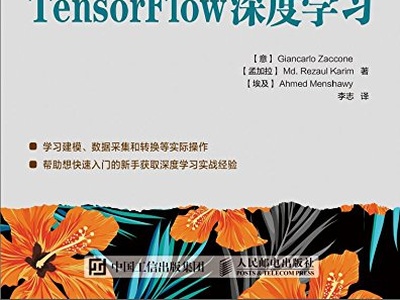 TensorFlow深度学习
【意】Giancarlo Zaccone
【孟加拉】Md. Rezaul Karim 著
【埃及】Ahmed Menshawy
李志 译
学习建模、数据采集和转换等实际操作
帮助想快速入门的新手获取深度学习实战经验
中国工信出版集团
人民邮电出版社
POSTS & TELECOM PRESS